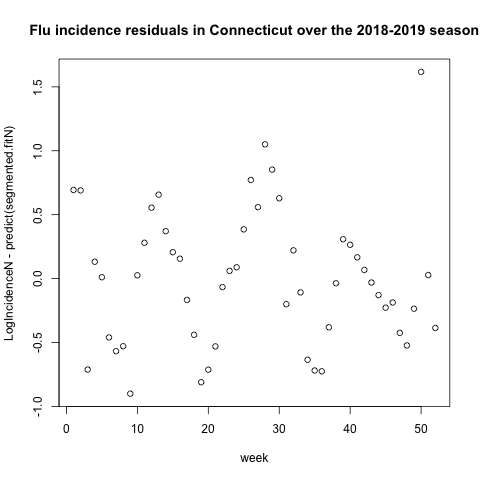 Flu incidence residuals in Connecticut over the 2018-2019 season
LogIncidenceN - predict(segmented.fitN)
1.5
1.0
0.5
0.0
-0.5
-1.0
0 10 20 30 40 50
week